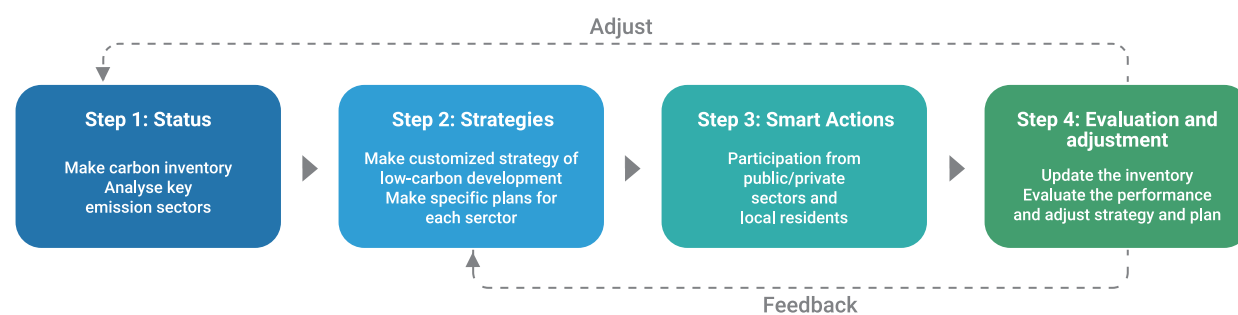 Adjust
Step 1: Status
Make carbon inventory
Analyse key
emission sectors
Step 2: Strategies
Make customized strategy of
low-carbon development
Make specific plans for
each serctor
Step 3: Smart Actions
Participation from
public/private
sectors and
local residents
Step 4: Evaluation and
adjustment
Update the inventory
Evaluate the performance
and adjust strategy and plan
Feedback